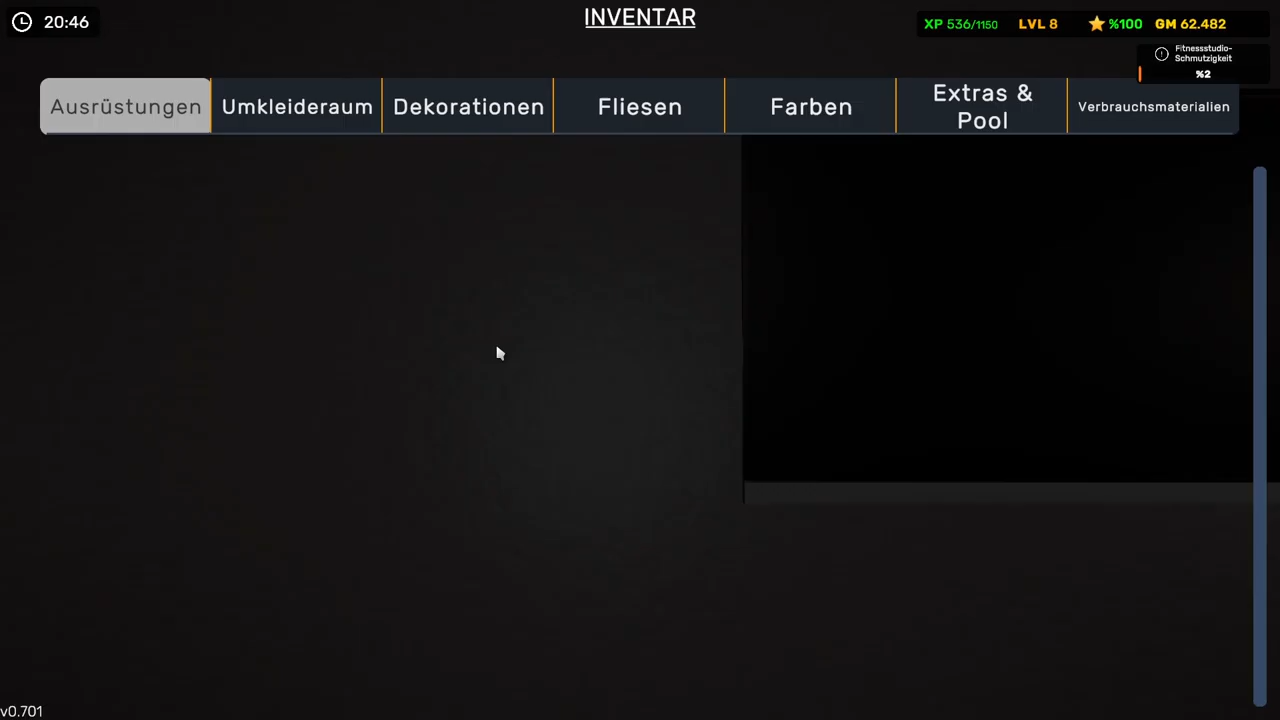 20:46
INVENTAR
XP 536/1150 LVL 8 %100 GM 62.482
Fitnessstudio-
Schmutzigkeit
%2
Ausrüstungen
Umkleideraum
Dekorationen
Fliesen
Farben
Extras &
Pool
Verbrauchsmaterialien
v0.701